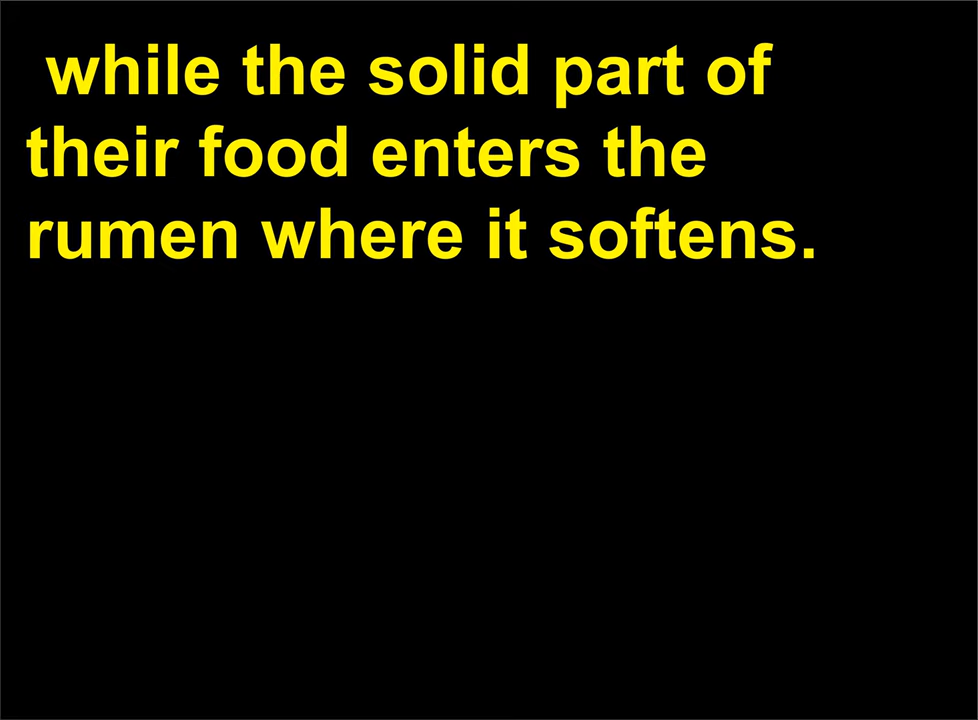 while the solid part of
their food enters the
rumen where it softens.